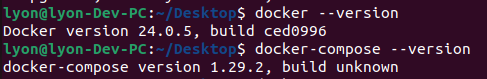 lyon@lyon-Dev-PC:~/Desktop$ docker --version
Docker version 24.0.5, build ced0996
lyon@lyon-Dev-PC:~/Desktop$ docker-compose --version
docker-compose version 1.29.2, build unknown